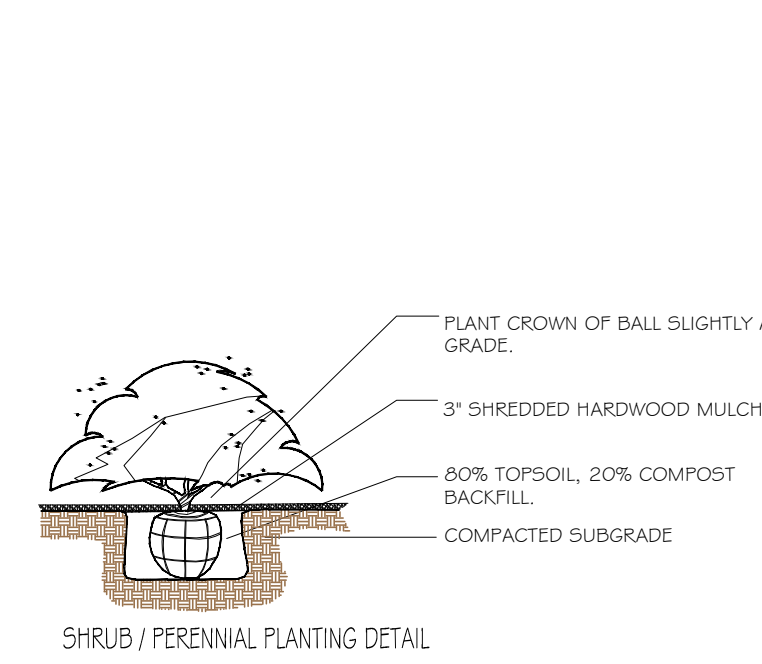 PLANT CROWN OF BALL SLIGHTLY
GRADE.
3" SHREDDED HARDWOOD MULCH
80% TOPSOIL, 20% COMPOST
BACKFILL.
COMPACTED SUBGRADE
SHRUB / PERENNIAL PLANTING DETAIL